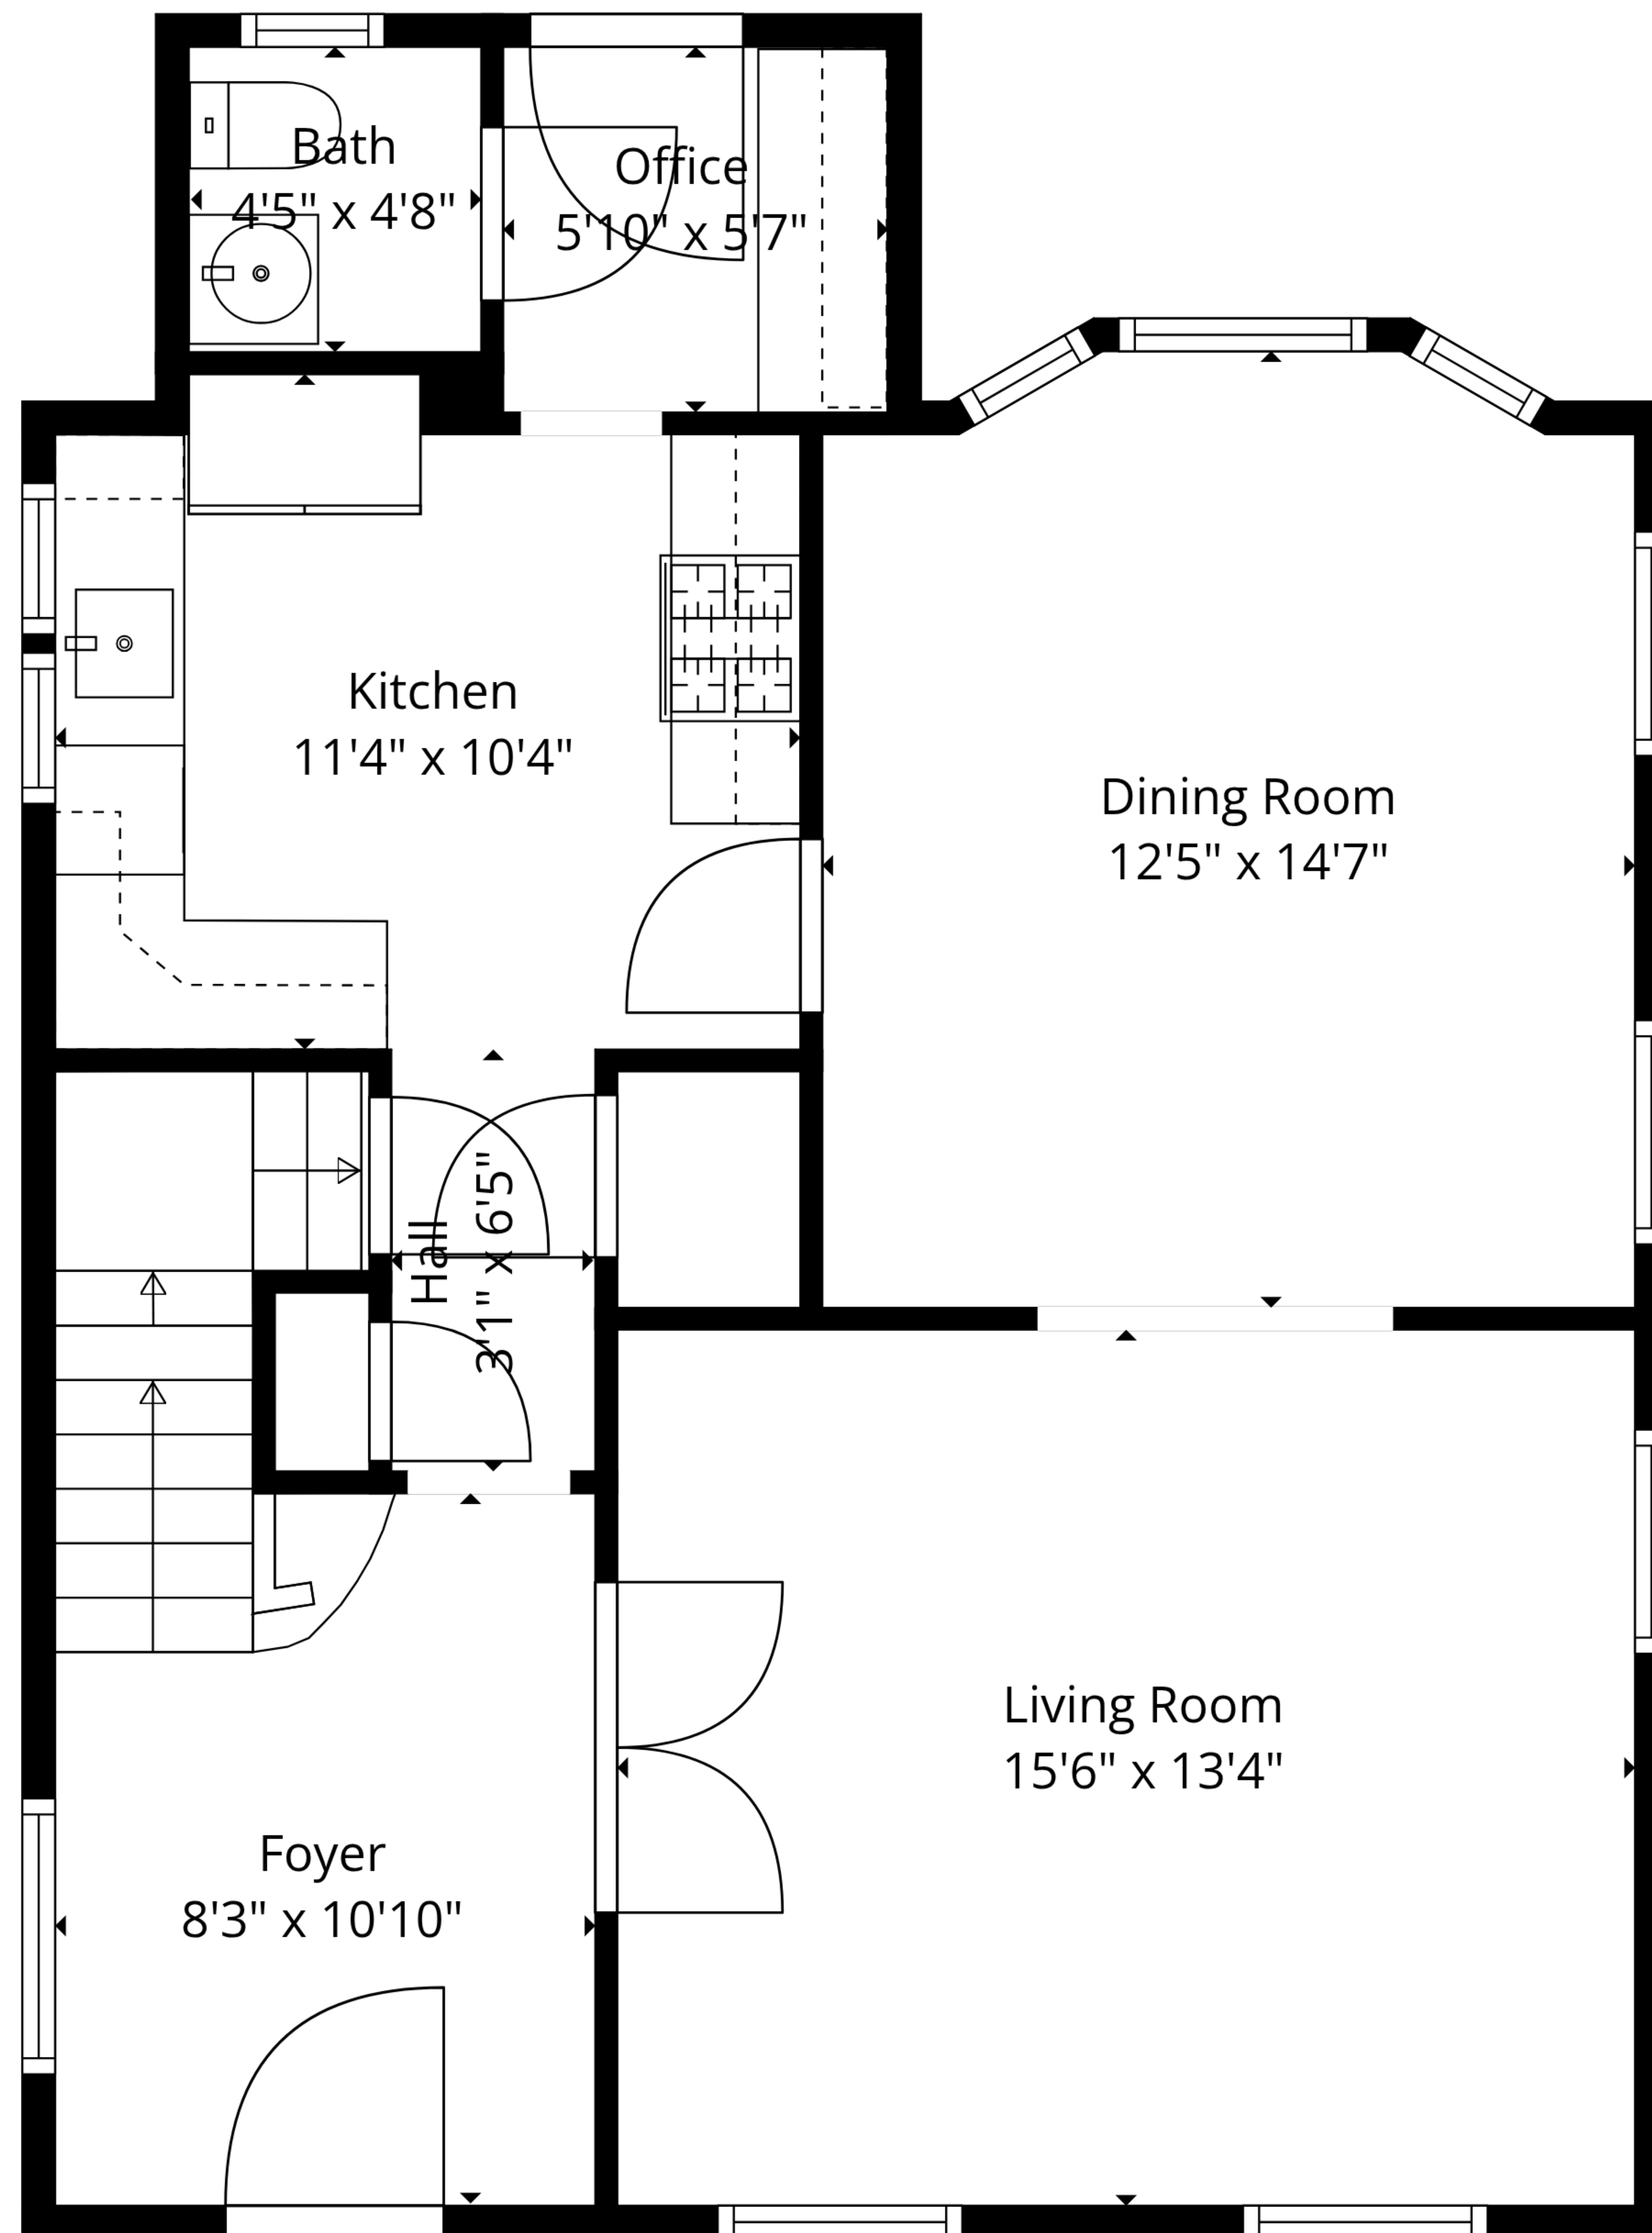 Bath
4'5" x 4'8"
Office
5'10" x 5'7"
Kitchen
11'4" x 10'4"
Dining Room
12'5" x 14'7"
Hall
3'1" x 6'5"
Living Room
15'6" x 13'4"
Foyer
8'3" x 10'10"